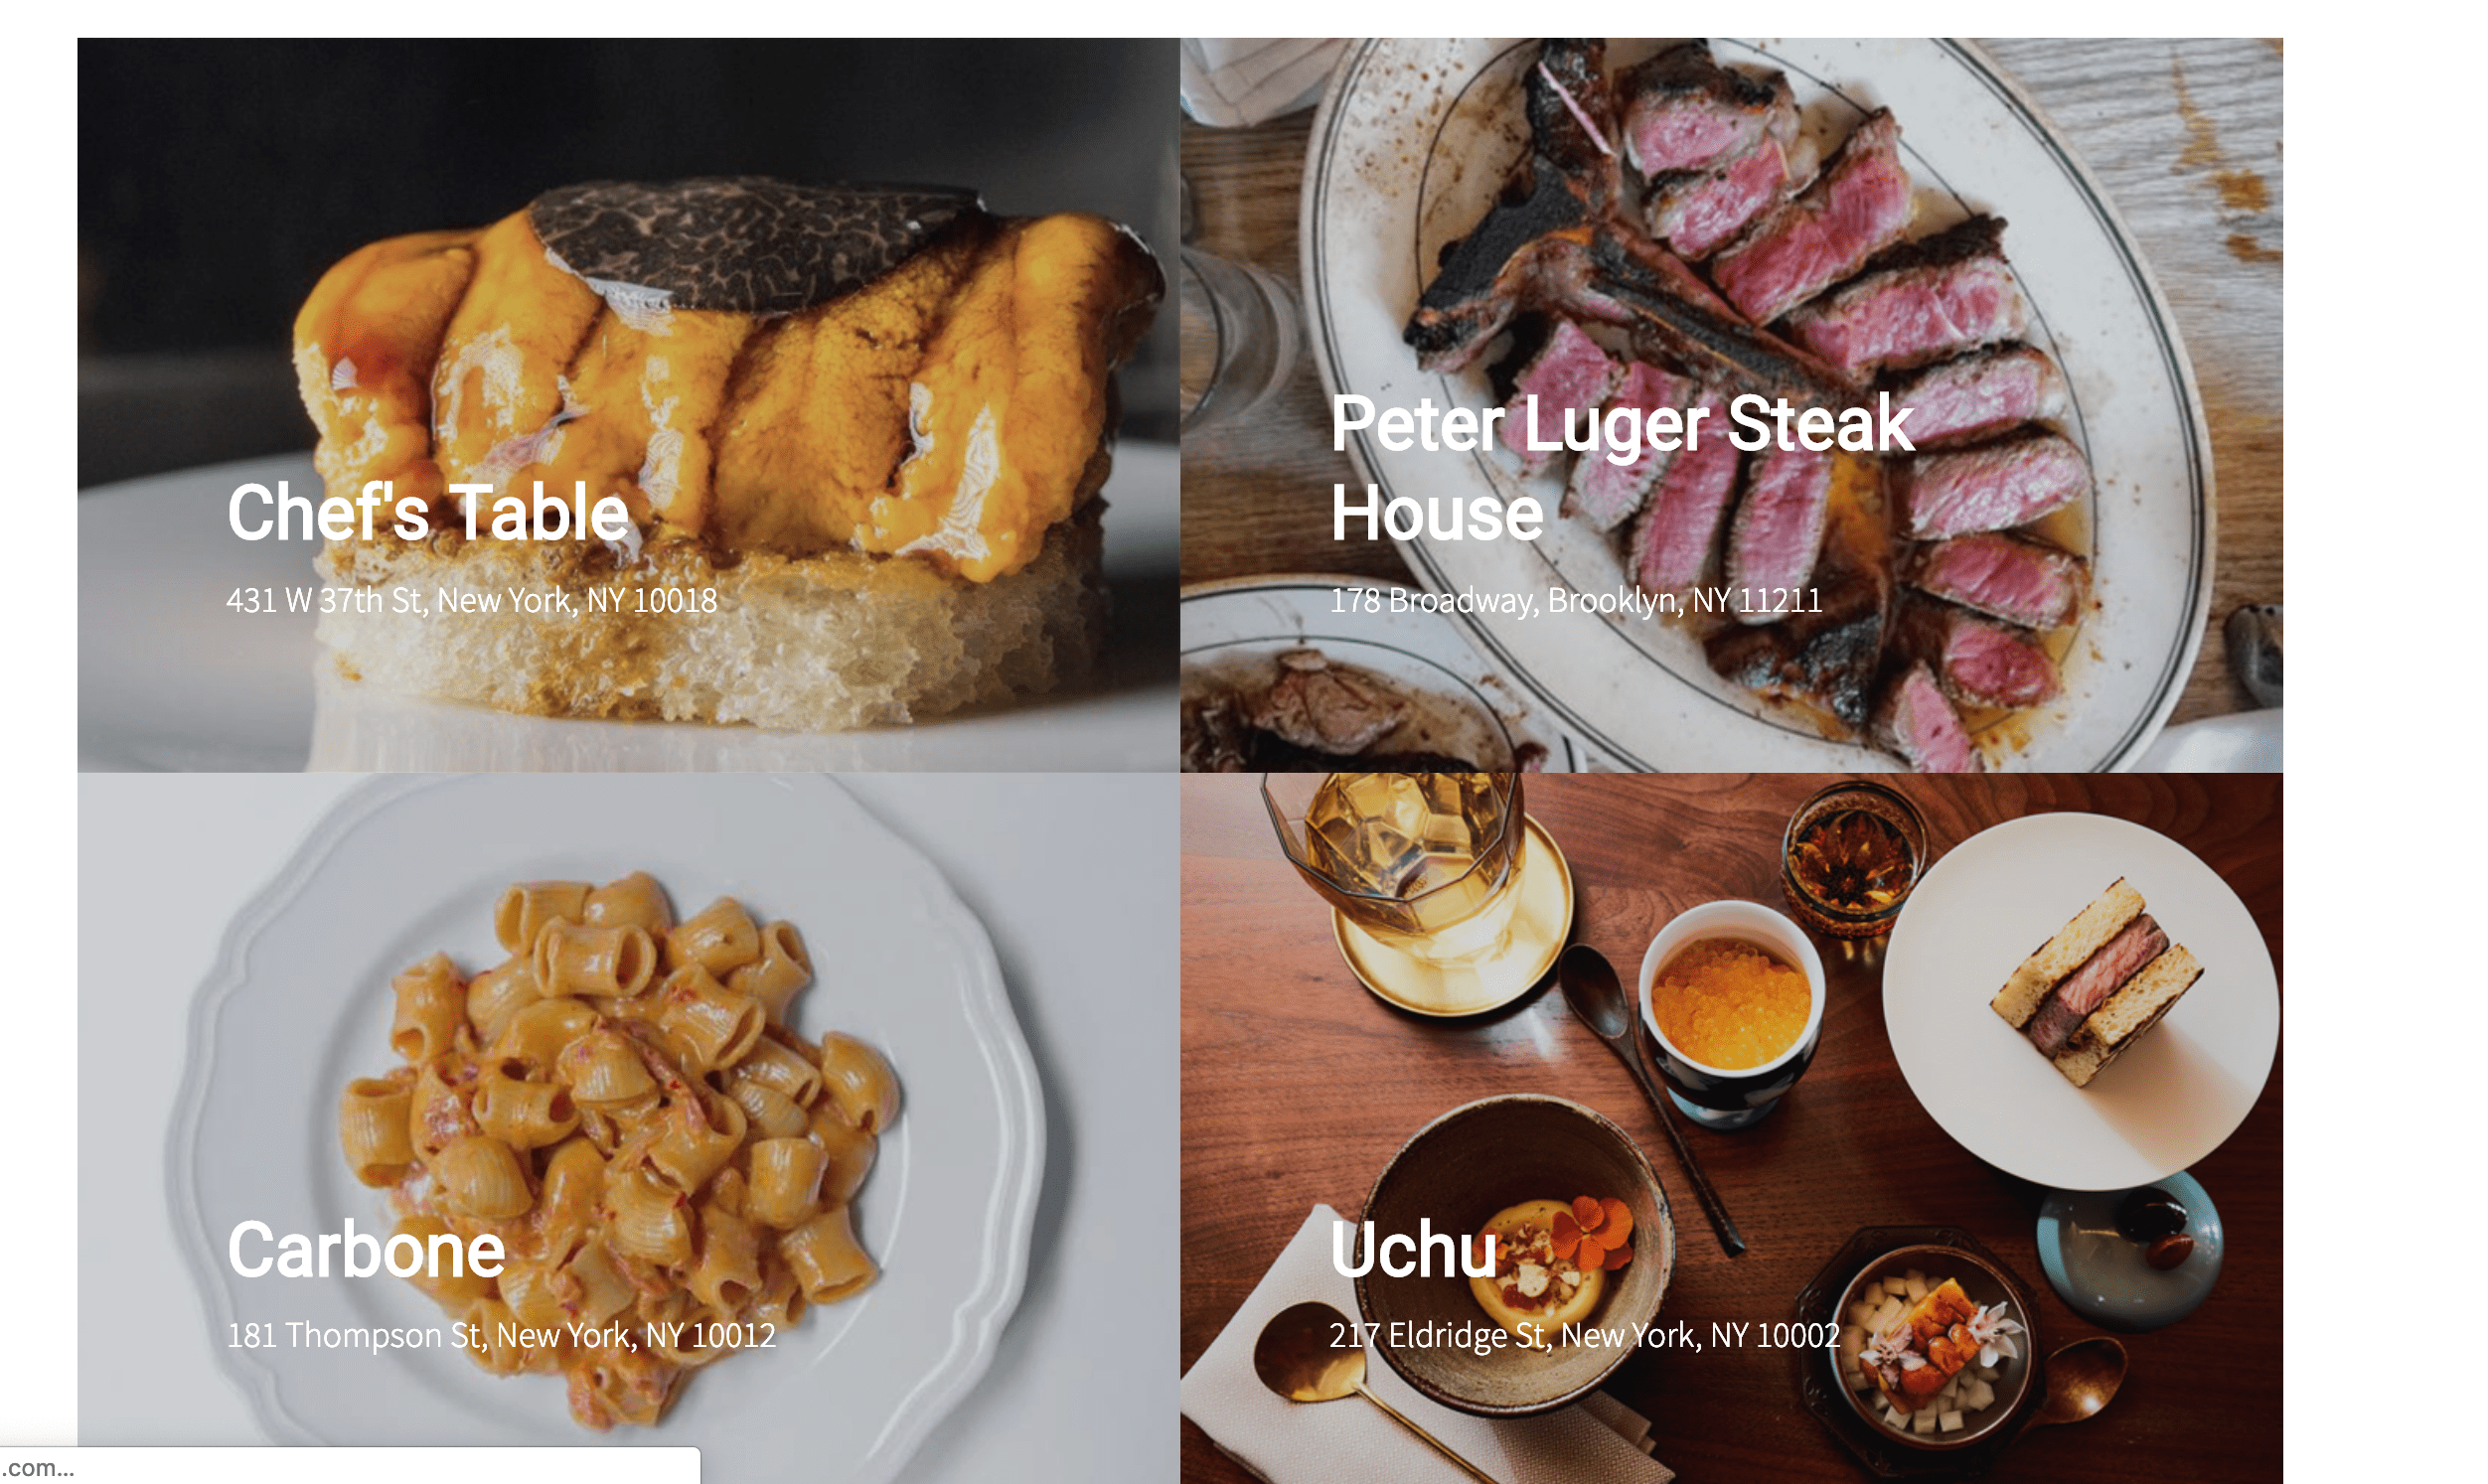 Chef's Table
431 W 37th St, New York, NY 10018
Peter Luger Steak
House
178 Broadway, Brooklyn, NY 11211
Carbone
181 Thompson St, New York, NY 10012
Uchu
217 Eldridge St, New York, NY 10002
.com...